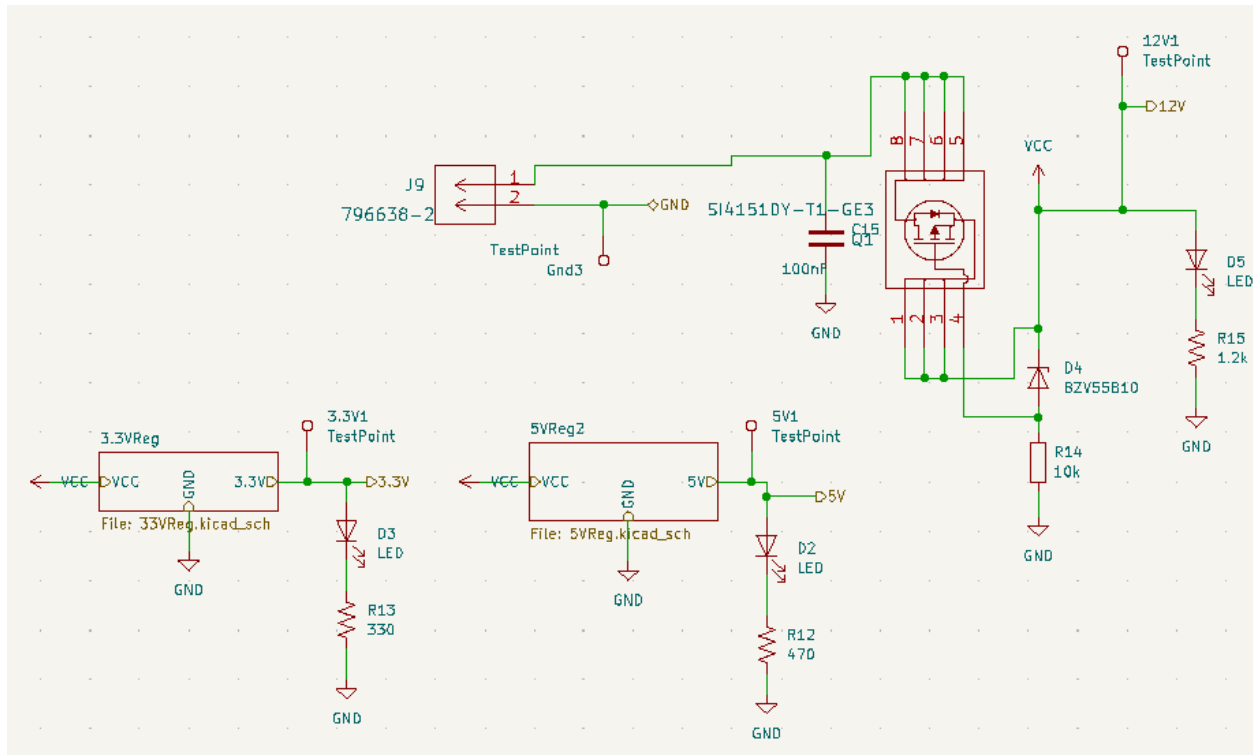 12V1
TestPoint
12V
VCC
8
7
6
5
J9
796638-2
1
2
GND
SI4151DY-T1-GE3
C15
Q1
100nF
TestPoint
Gnd3
GND
D5
LED
R15
1.2k
GND
1
2
3
4
D4
BZV55B10
R14
10k
GND
3.3V1
TestPoint
3.3VReg
VCC
VCC
GND
3.3V
3.3V
File: 33VReg.kicad_sch
GND
D3
LED
R13
330
GND
5V1
TestPoint
5VReg2
VCC
VCC
GND
5V
5V
File: 5VReg.kicad_sch
GND
D2
LED
R12
470
GND